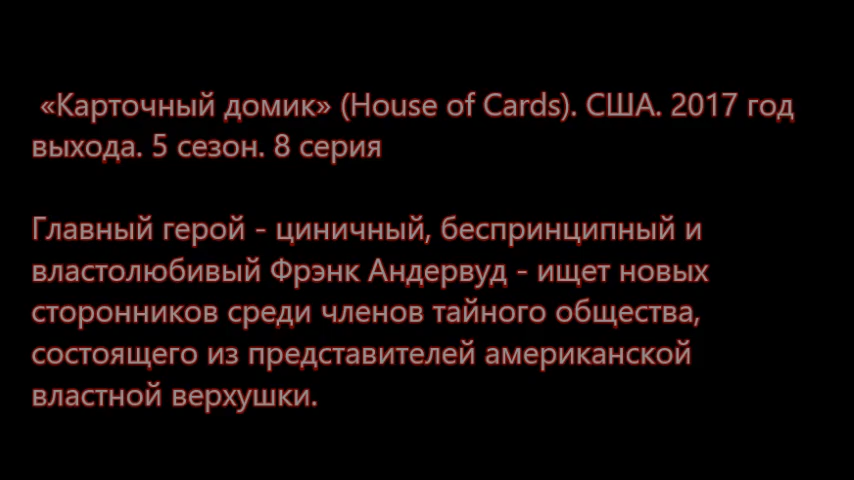 «Карточный домик» (House of Cards). США. 2017 год
выхода. 5 сезон. 8 серия
Главный герой - циничный, беспринципный и
властолюбивый Фрэнк Андервуд - ищет новых
сторонников среди членов тайного общества,
состоящего из представителей американской
властной верхушки.